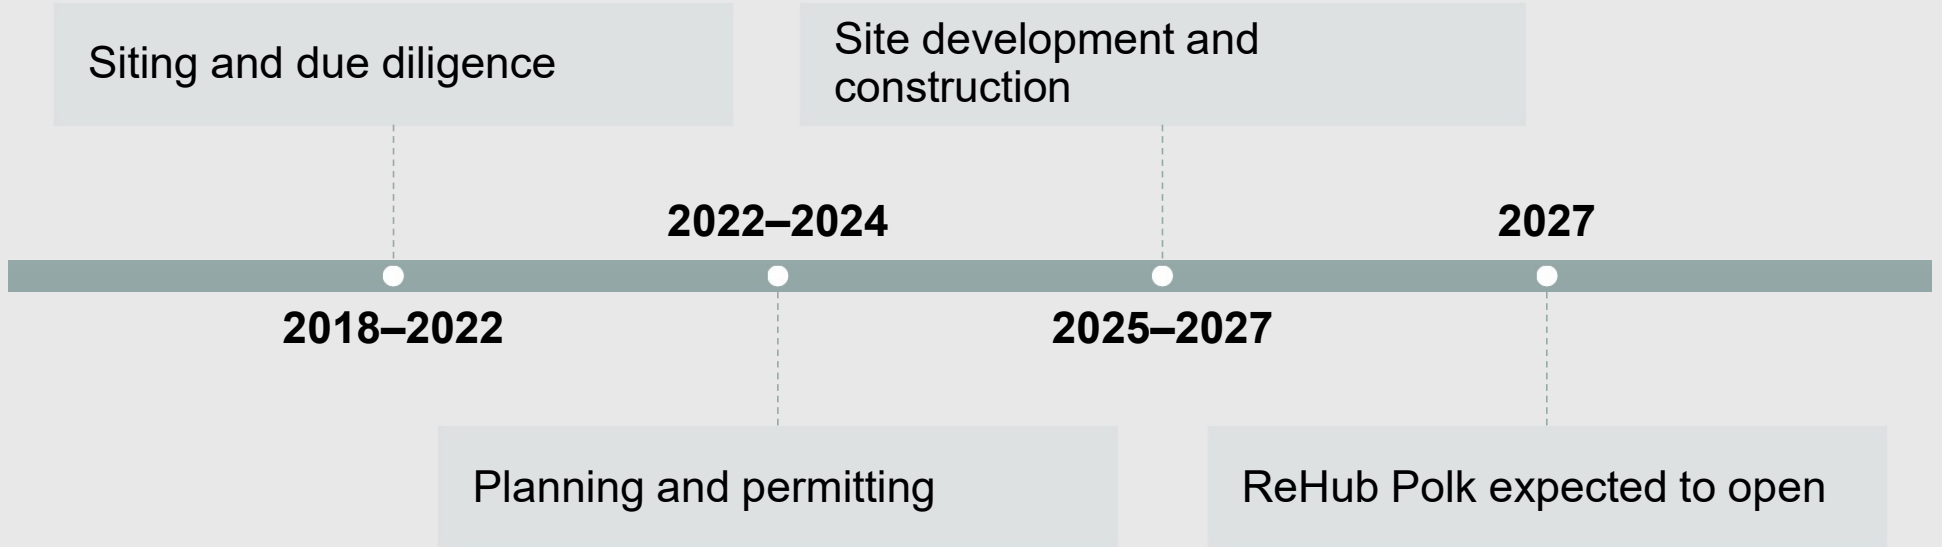 Siting and due diligence
Site development and
construction
2022–2024
2027
2018–2022
2025–2027
Planning and permitting
ReHub Polk expected to open